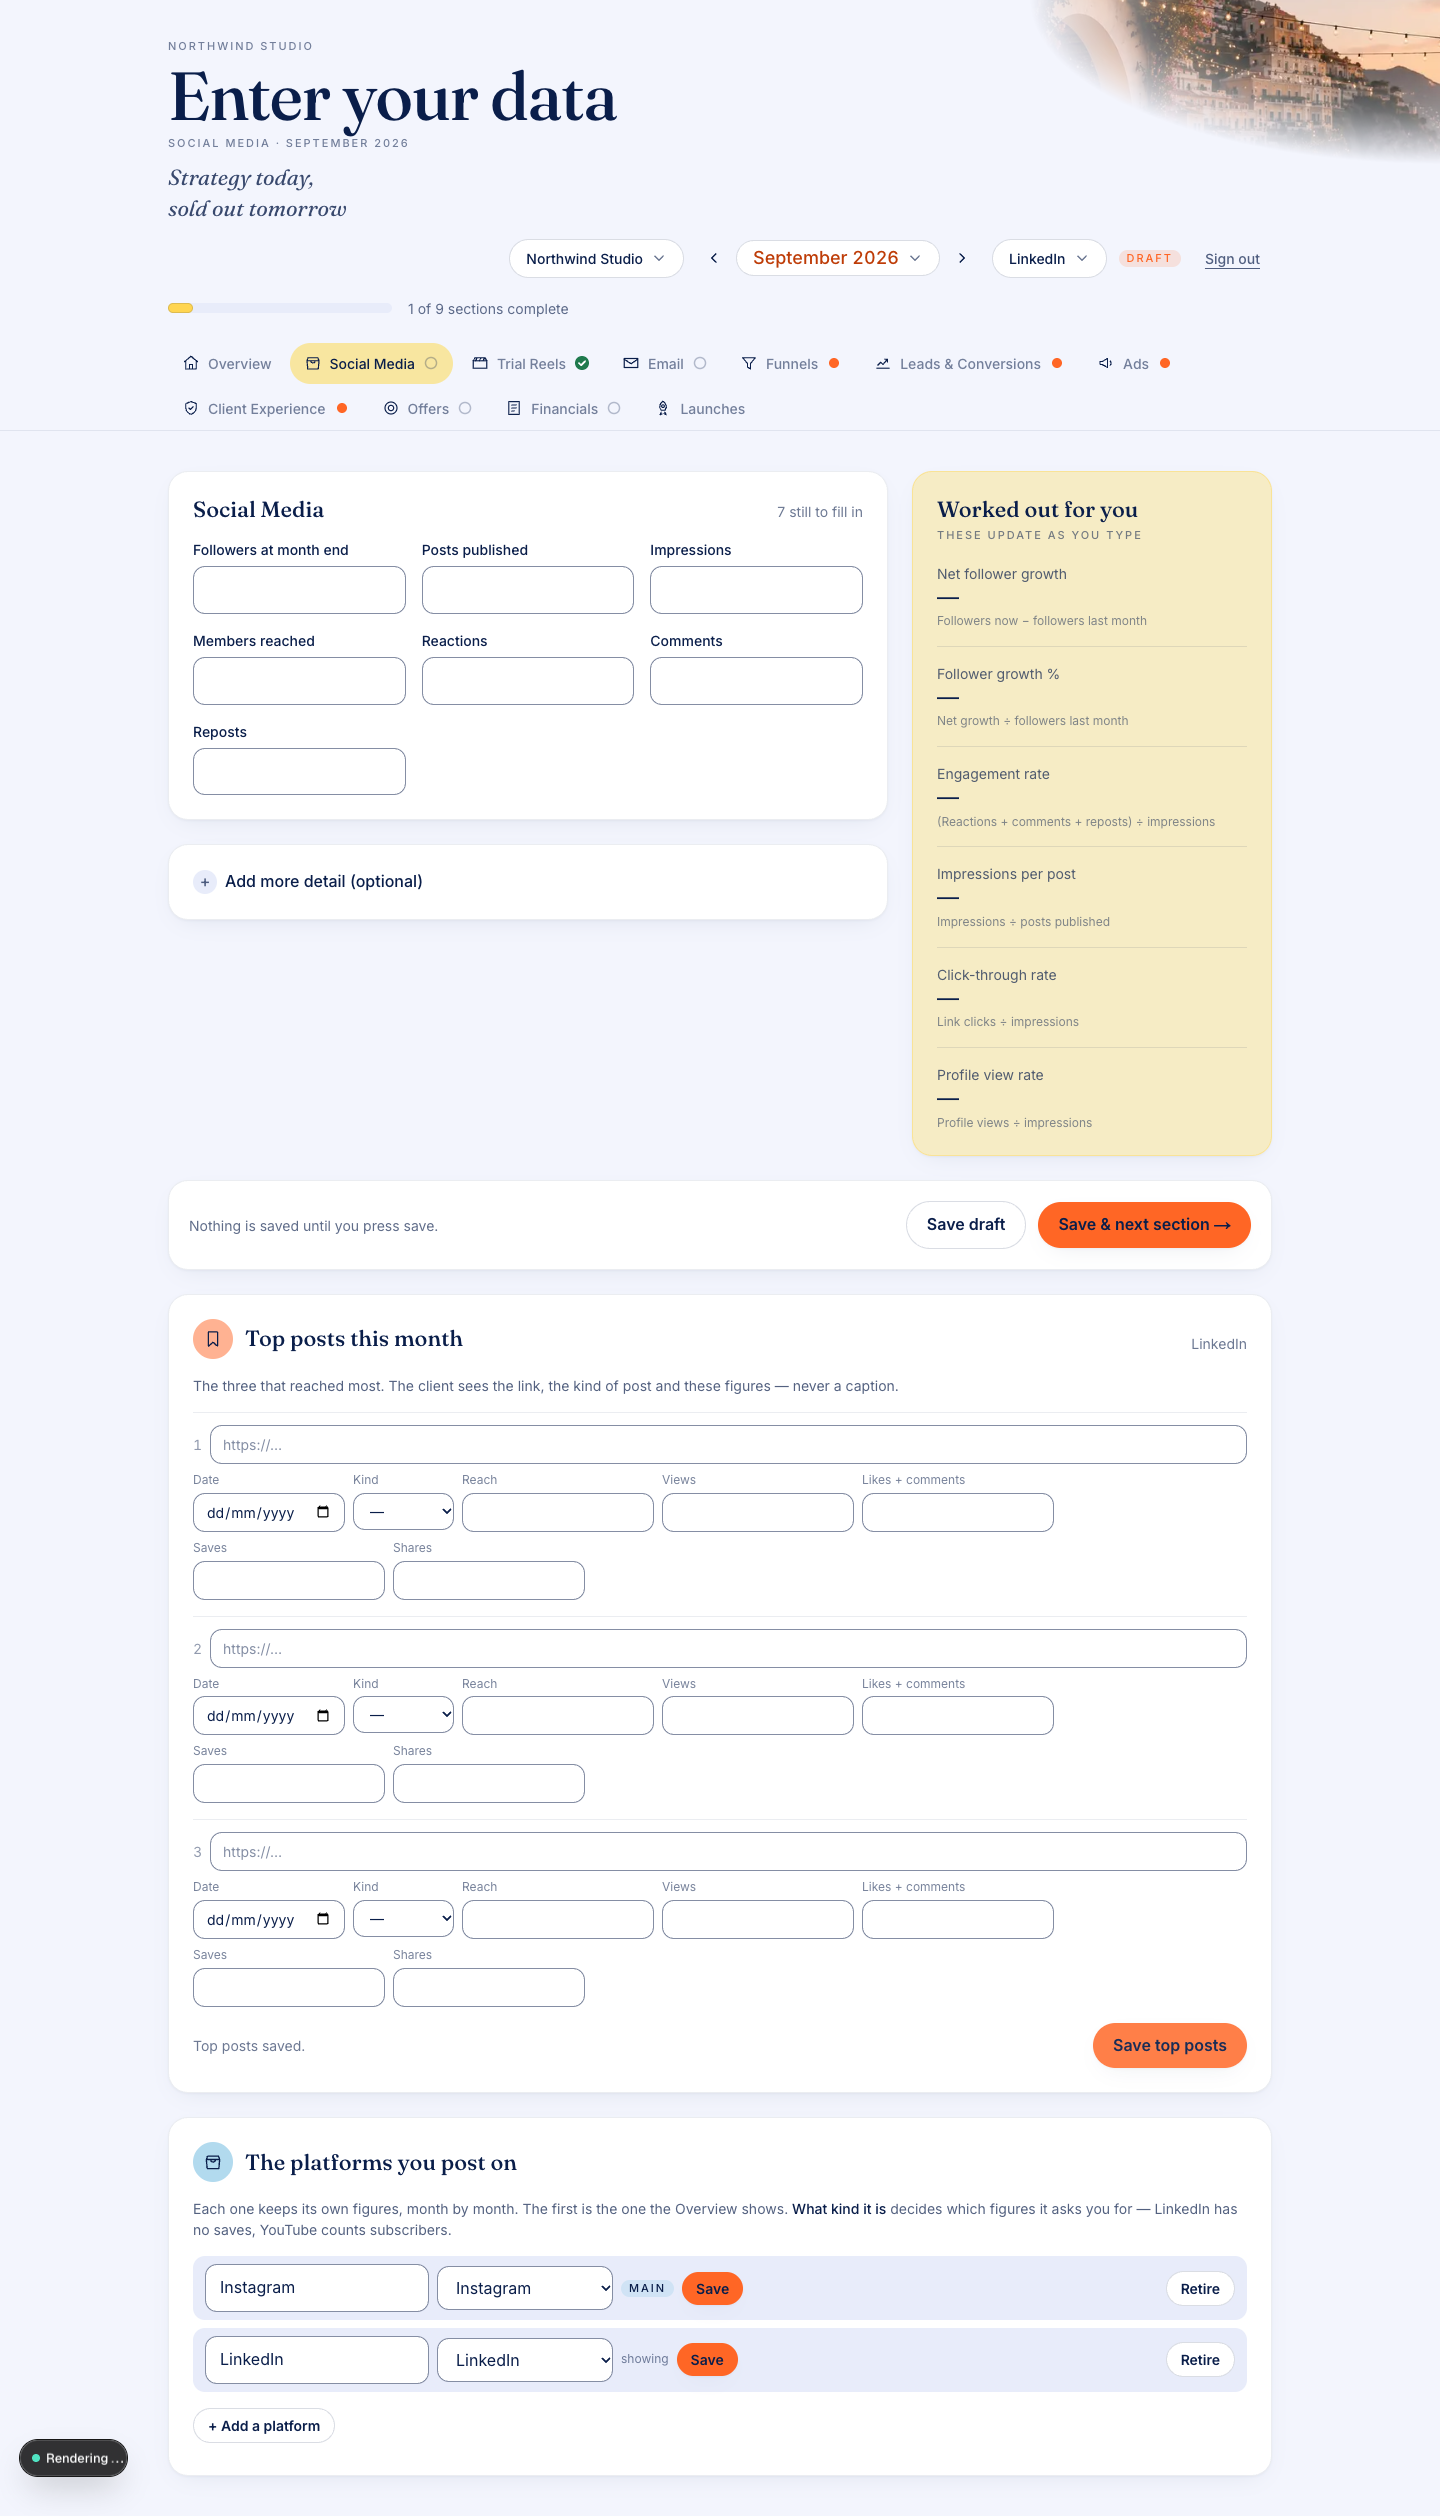 NORTHWIND STUDIO
Enter your data
SOCIAL MEDIA · SEPTEMBER 2026
Strategy today,
sold out tomorrow
Northwind Studio
September 2026
LinkedIn
DRAFT
Sign out
1 of 9 sections complete
Overview
Social Media
Trial Reels
Email
Funnels
Leads & Conversions
Ads
Client Experience
Offers
Financials
Launches
Social Media
7 still to fill in
Followers at month end
Posts published
Impressions
Members reached
Reactions
Comments
Reposts
+ Add more detail (optional)
Worked out for you
THESE UPDATE AS YOU TYPE
Net follower growth
—
Followers now − followers last month
Follower growth %
—
Net growth ÷ followers last month
Engagement rate
—
(Reactions + comments + reposts) ÷ impressions
Impressions per post
—
Impressions ÷ posts published
Click-through rate
—
Link clicks ÷ impressions
Profile view rate
—
Profile views ÷ impressions
Nothing is saved until you press save.
Save draft
Save & next section →
Top posts this month
LinkedIn
The three that reached most. The client sees the link, the kind of post and these figures — never a caption.
1 https://...
Date Kind Reach Views Likes + comments
dd/mm/yyyy —
Saves Shares
2 https://...
Date Kind Reach Views Likes + comments
dd/mm/yyyy —
Saves Shares
3 https://...
Date Kind Reach Views Likes + comments
dd/mm/yyyy —
Saves Shares
Top posts saved.
Save top posts
The platforms you post on
Each one keeps its own figures, month by month. The first is the one the Overview shows. What kind it is decides which figures it asks you for — LinkedIn has
no saves, YouTube counts subscribers.
Instagram Instagram MAIN Save Retire
LinkedIn LinkedIn showing Save Retire
+ Add a platform
Rendering ...